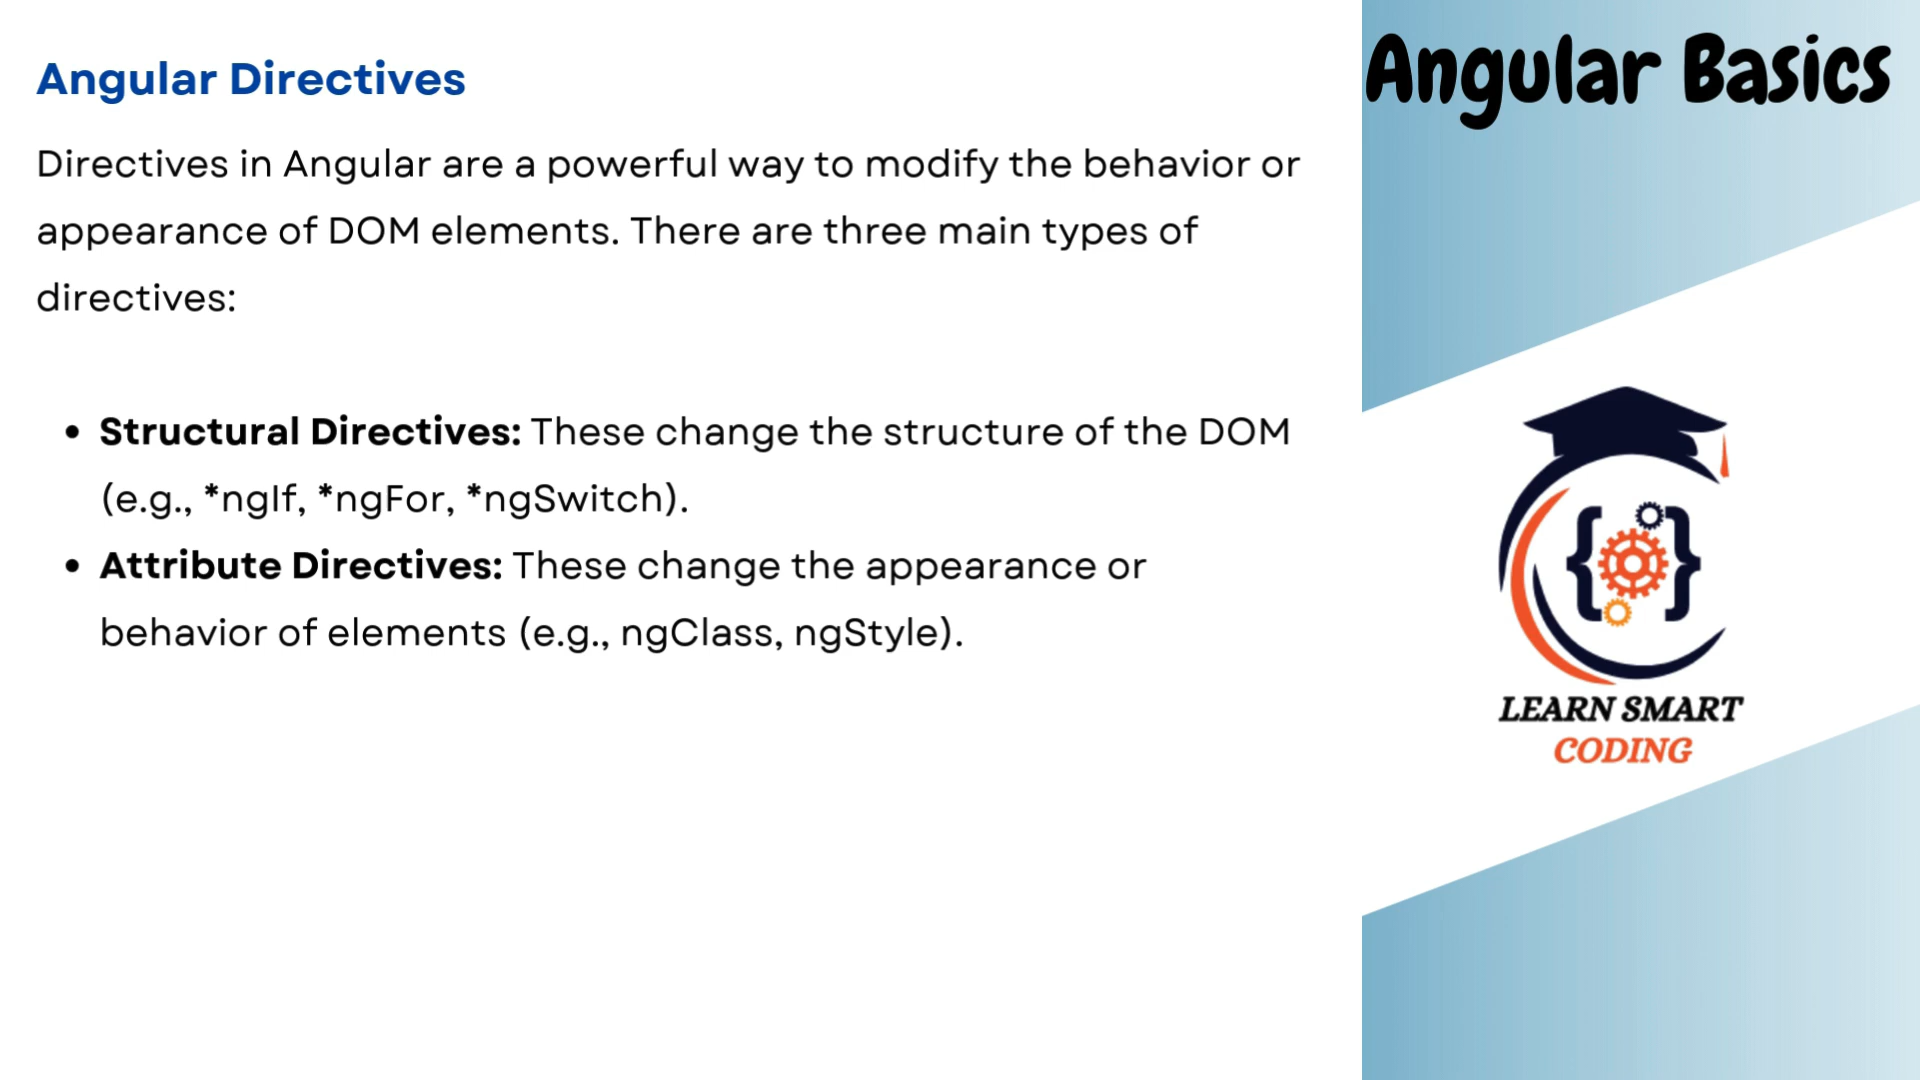 Angular Directives
Directives in Angular are a powerful way to modify the behavior or
appearance of DOM elements. There are three main types of
directives:
• Structural Directives: These change the structure of the DOM
(e.g., *ngIf, *ngFor, *ngSwitch).
• Attribute Directives: These change the appearance or
behavior of elements (e.g., ngClass, ngStyle).
Angular Basics
{ }
LEARN SMART
CODING